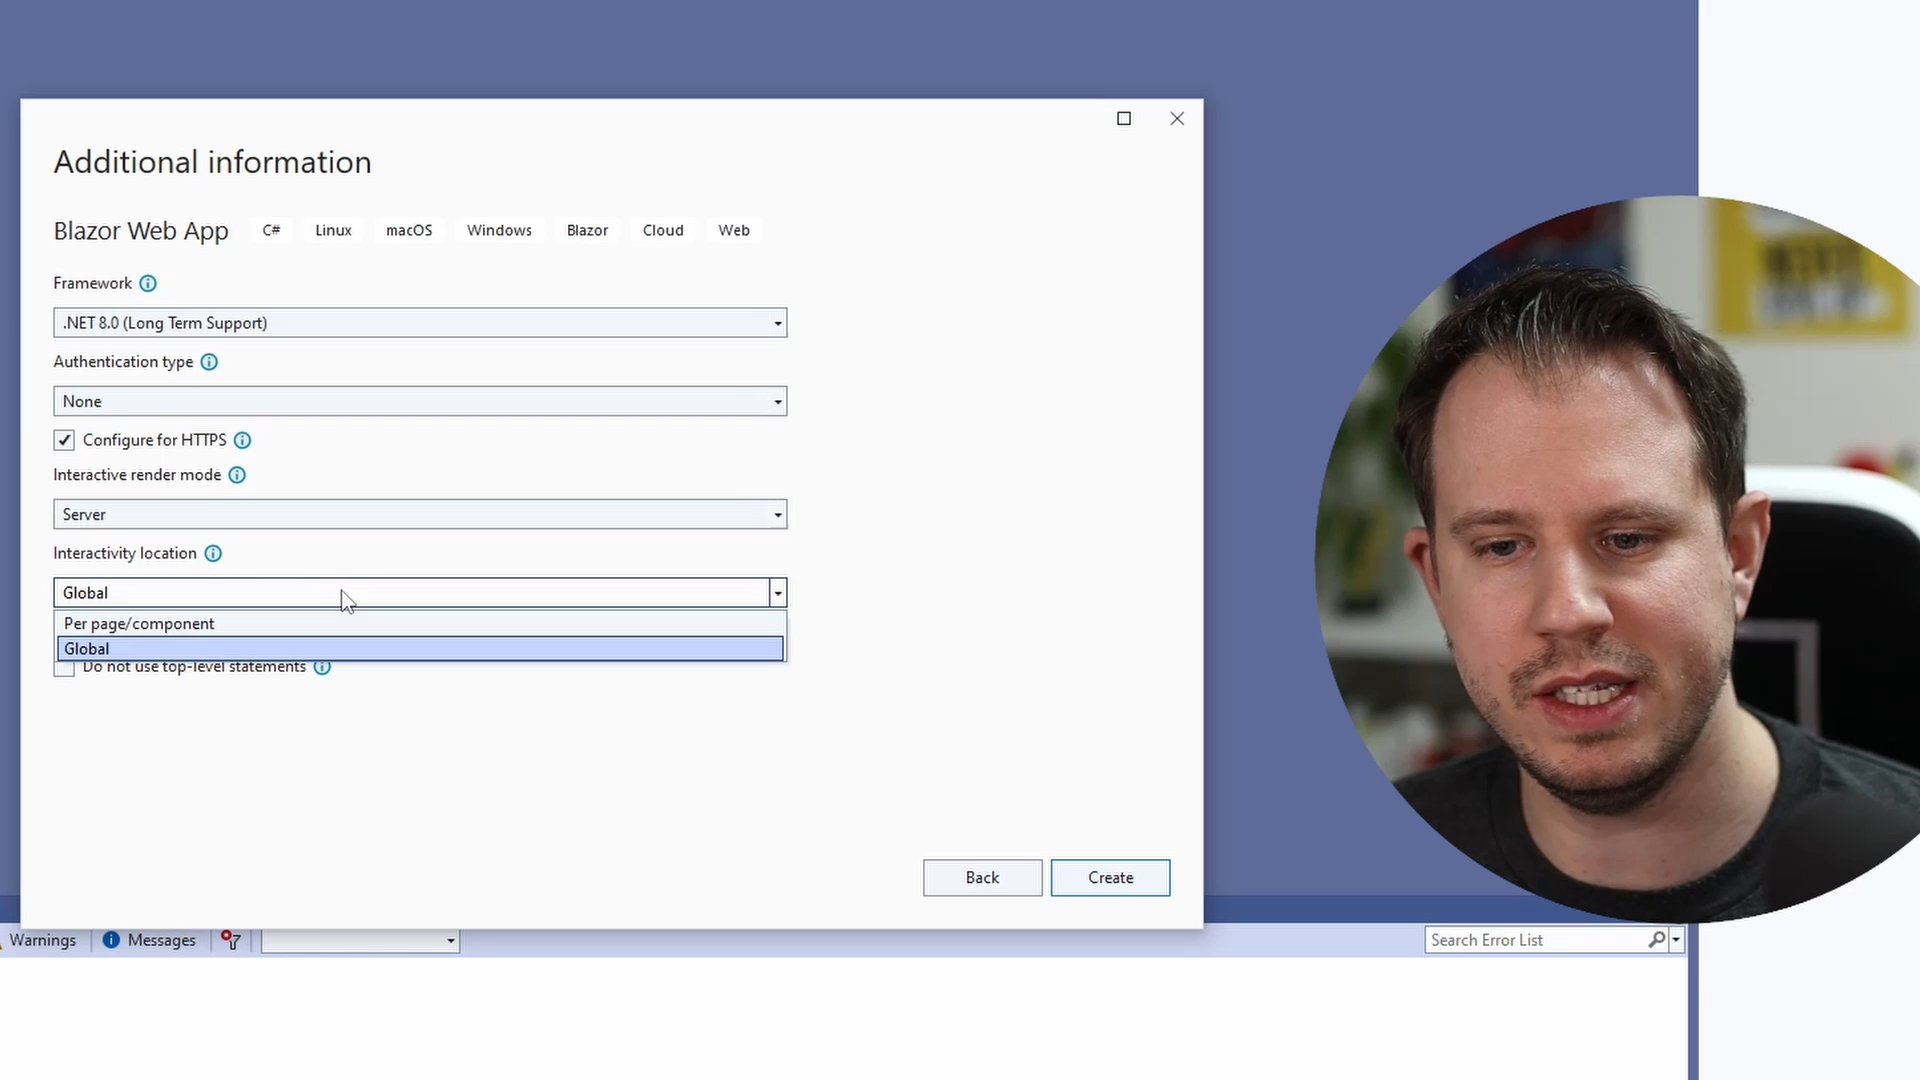 Additional information
Blazor Web App C# Linux macOS Windows Blazor Cloud Web
Framework
.NET 8.0 (Long Term Support)
Authentication type
None
Configure for HTTPS
Interactive render mode
Server
Interactivity location
Global
Per page/component
Global
Do not use top-level statements
Back Create
Warnings Messages Search Error List